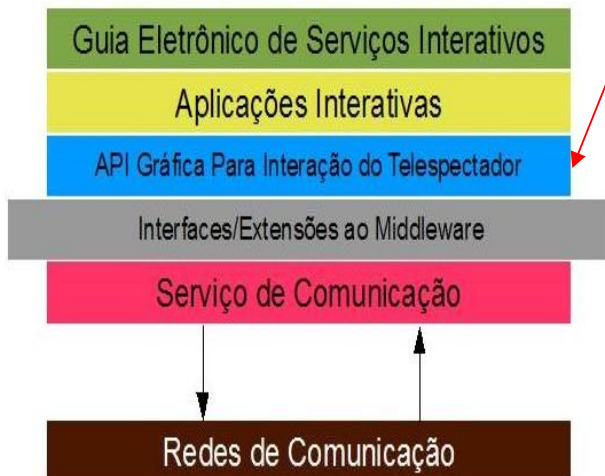 Guia Eletrônico de Serviços Interativos
Aplicações Interativas
API Gráfica Para Interação do Telespectador
Interfaces/Extensões ao Middleware
Serviço de Comunicação
Redes de Comunicação